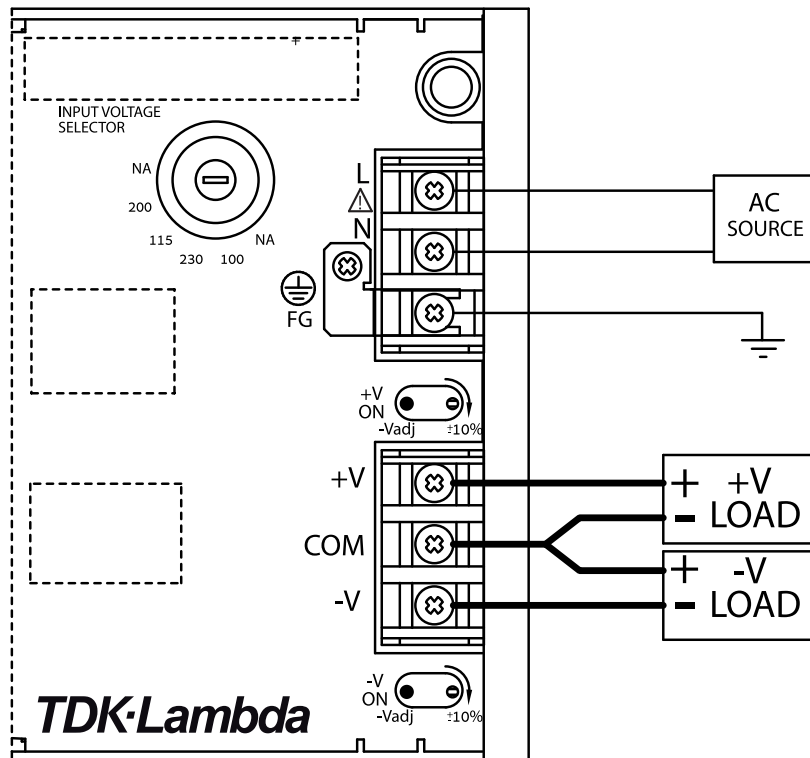 INPUT VOLTAGE
SELECTOR
NA
200
115
230
100
NA
L
N
FG
AC
SOURCE
+V
ON
-Vadj
±10%
+V
COM
-V
+ +V
- LOAD
+ -V
- LOAD
-V
ON
-Vadj
±10%
TDK·Lambda